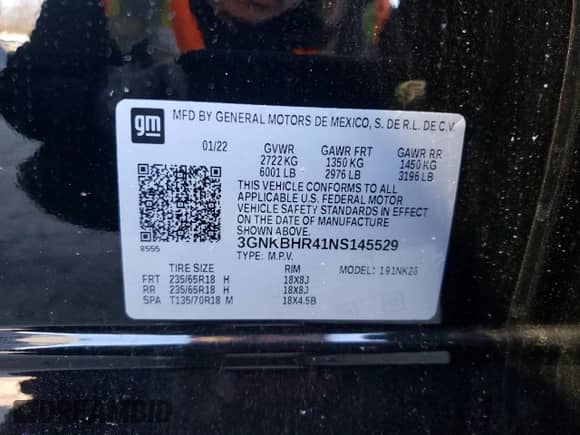 gm
MFD BY GENERAL MOTORS DE MEXICO, S. DE R.L. DE C.V.
01/22 GVWR GAWR FRT GAWR RR
2722 KG 1350 KG 1450 KG
6001 LB 2976 LB 3196 LB
THIS VEHICLE CONFORMS TO ALL
APPLICABLE U.S. FEDERAL MOTOR
VEHICLE SAFETY STANDARDS IN EFFECT
ON THE DATE OF MANUFACTURE
SHOWN ABOVE.
8555 3GNKBHR41NS145529
TYPE: M.P.V. MODEL: 191NK26
TIRE SIZE RIM
FRT 235/65R18 H 18X8J
RR 235/65R18 H 18X8J
SPA T135/70R18 M 18X4.5B
DREAMBID